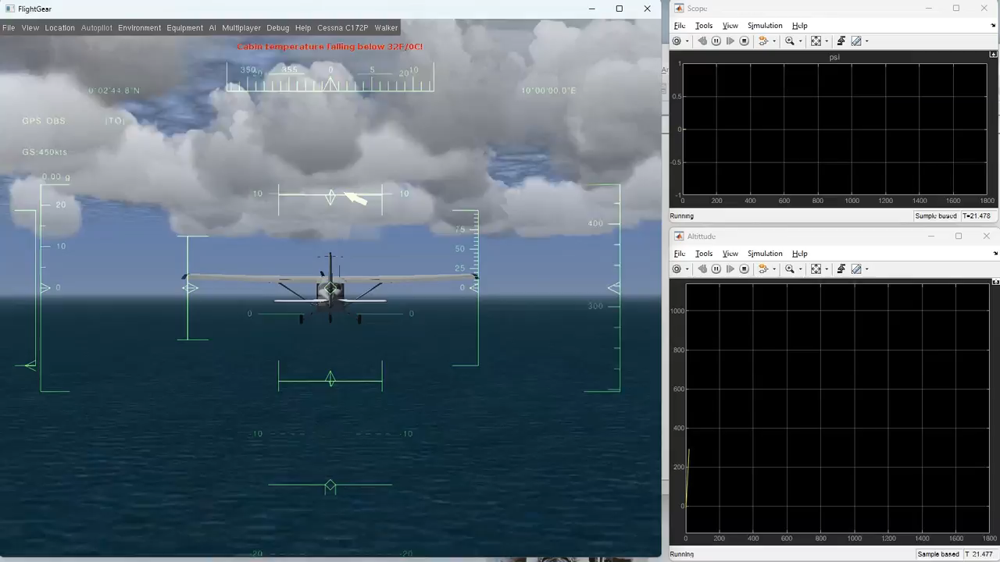 FlightGear
File View Location Autopilot Environment Equipment AI Multiplayer Debug Help Cessna C172P Walker
Cabin temperature falling below 32F/0C!
350 355 0 5 10
20 20
0°02'44.8"N 10°00'00.0"E
GPS OBS |TO|
GS:450kts
0.00 g
20
10
0
10 10
75
50
25
0
400
300
0 0
-10 -10
-20 -20
Scope
File Tools View Simulation Help
psi
1
0.5
0
-0.5
-1
0 200 400 600 800 1000 1200 1400 1600 1800
Running Sample based T=21.478
Altitude
File Tools View Simulation Help
1000
800
600
400
200
0
0 200 400 600 800 1000 1200 1400 1600 1800
Running Sample based T 21.477